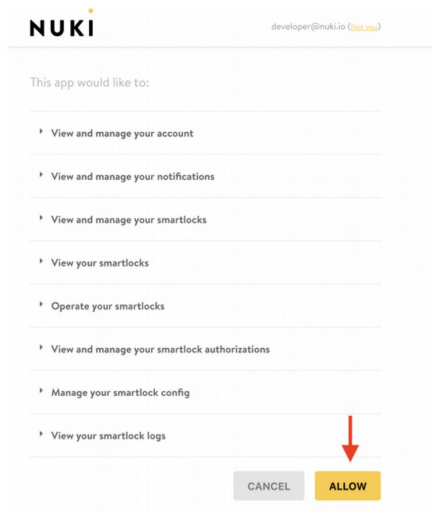 NUKI
developer@nuki.io (Not you)
This app would like to:
View and manage your account
View and manage your notifications
View and manage your smartlocks
View your smartlocks
Operate your smartlocks
View and manage your smartlock authorizations
Manage your smartlock config
View your smartlock logs
CANCEL
ALLOW